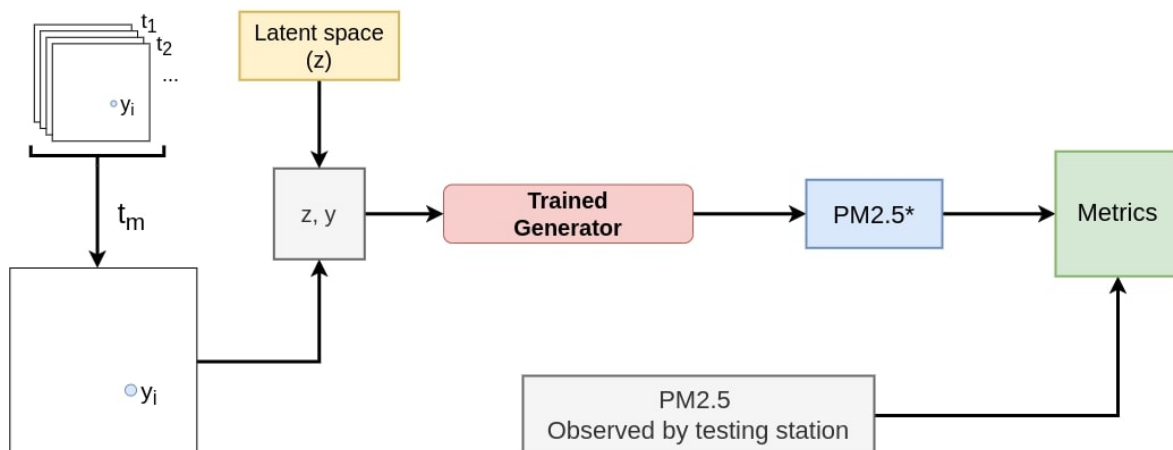 t1
t2
...
yi
tm
yi
Latent space
(z)
z, y
Trained
Generator
PM2.5*
Metrics
PM2.5
Observed by testing station